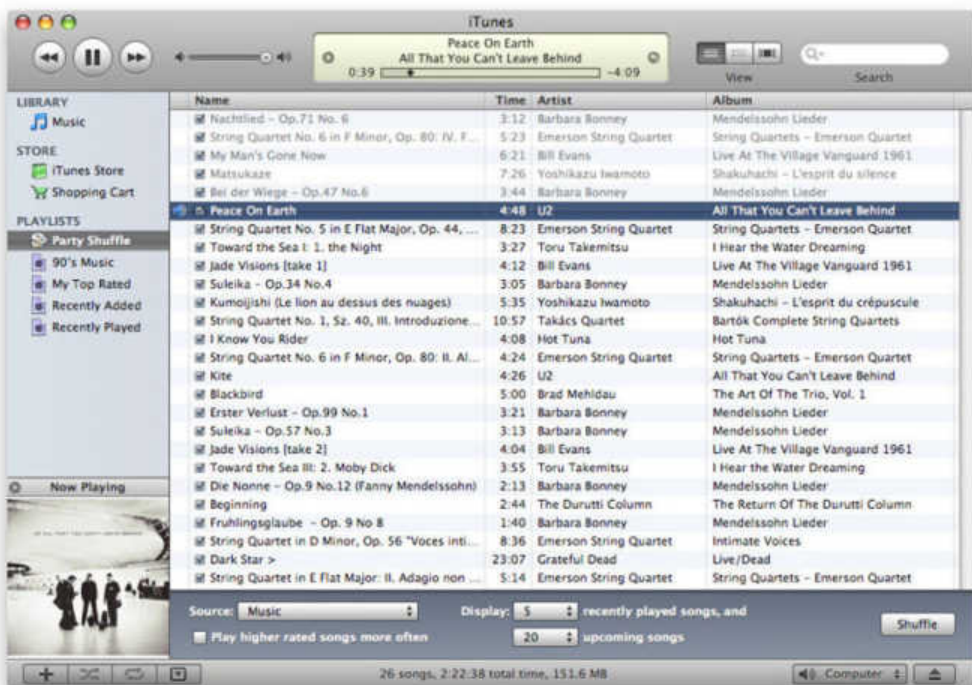 iTunes
Peace On Earth
All That You Can't Leave Behind
0:39 -4:09
View Search
LIBRARY
Music
STORE
iTunes Store
Shopping Cart
PLAYLISTS
Party Shuffle
90's Music
My Top Rated
Recently Added
Recently Played
Now Playing
Name Time Artist Album
Nachtlied - Op.71 No. 6 3:12 Barbara Bonney Mendelssohn Lieder
String Quartet No. 6 in F Minor, Op. 80: IV. F... 5:23 Emerson String Quartet String Quartets - Emerson Quartet
My Man's Gone Now 6:21 Bill Evans Live At The Village Vanguard 1961
Matsukaze 7:26 Yoshikazu Iwamoto Shakuhachi - L'esprit du silence
Bei der Wiege - Op.47 No.6 3:44 Barbara Bonney Mendelssohn Lieder
Peace On Earth 4:48 U2 All That You Can't Leave Behind
String Quartet No. 5 in E Flat Major, Op. 44, ... 8:23 Emerson String Quartet String Quartets - Emerson Quartet
Toward the Sea I: 1. the Night 3:27 Toru Takemitsu I Hear the Water Dreaming
Jade Visions [take 1] 4:12 Bill Evans Live At The Village Vanguard 1961
Suleika - Op.34 No.4 3:05 Barbara Bonney Mendelssohn Lieder
Kumoijishi (Le lion au dessus des nuages) 5:35 Yoshikazu Iwamoto Shakuhachi - L'esprit du crépuscule
String Quartet No. 1, Sz. 40, III. Introduzione... 10:57 Takács Quartet Bartók Complete String Quartets
I Know You Rider 4:08 Hot Tuna Hot Tuna
String Quartet No. 6 in F Minor, Op. 80: II. Al... 4:24 Emerson String Quartet String Quartets - Emerson Quartet
Kite 4:26 U2 All That You Can't Leave Behind
Blackbird 5:00 Brad Mehldau The Art Of The Trio, Vol. 1
Erster Verlust - Op.99 No.1 3:21 Barbara Bonney Mendelssohn Lieder
Suleika - Op.57 No.3 3:13 Barbara Bonney Mendelssohn Lieder
Jade Visions [take 2] 4:04 Bill Evans Live At The Village Vanguard 1961
Toward the Sea III: 2. Moby Dick 3:55 Toru Takemitsu I Hear the Water Dreaming
Die Nonne - Op.9 No.12 (Fanny Mendelssohn) 2:13 Barbara Bonney Mendelssohn Lieder
Beginning 2:44 The Durutti Column The Return Of The Durutti Column
Fruhlingsglaube - Op. 9 No 8 1:40 Barbara Bonney Mendelssohn Lieder
String Quartet in D Minor, Op. 56 "Voces inti... 8:36 Emerson String Quartet Intimate Voices
Dark Star > 23:07 Grateful Dead Live/Dead
String Quartet in E Flat Major: II. Adagio non ... 5:14 Emerson String Quartet String Quartets - Emerson Quartet
Source: Music Display: 5 recently played songs, and
Play higher rated songs more often 20 upcoming songs
Shuffle
26 songs, 2:22:38 total time, 151.6 MB
Computer